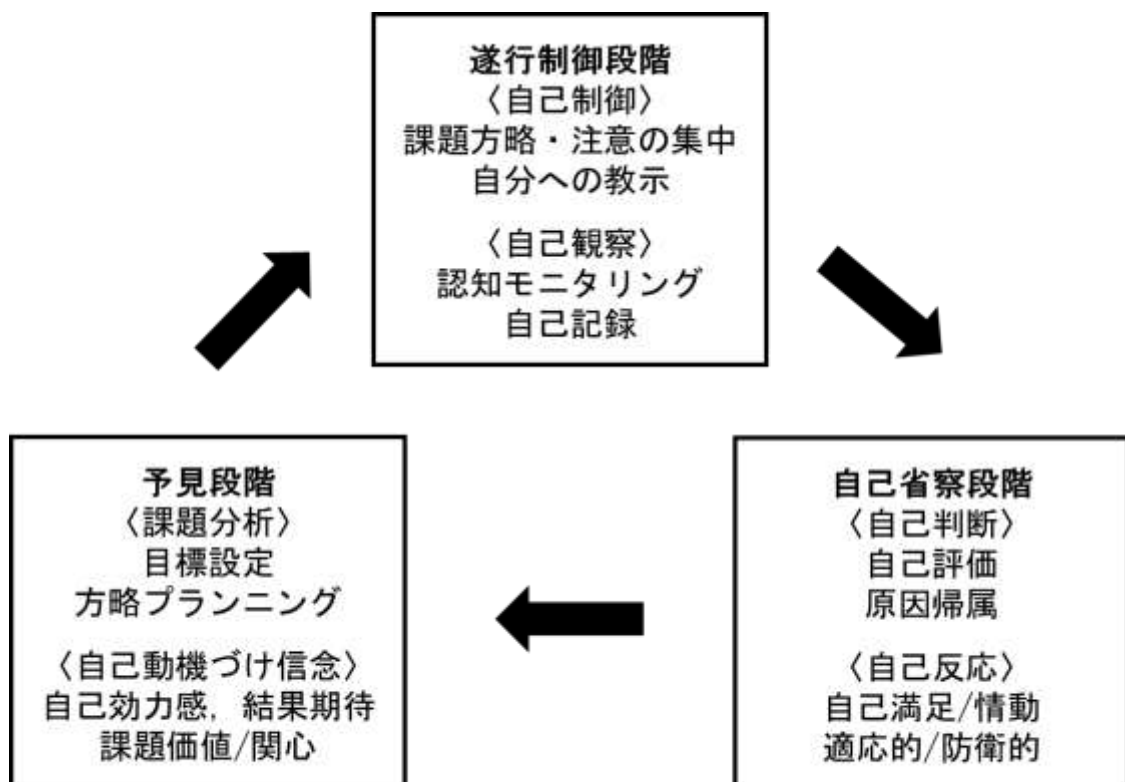 遂行制御段階
〈自己制御〉
課題方略・注意の集中
自分への教示
〈自己観察〉
認知モニタリング
自己記録
予見段階
〈課題分析〉
目標設定
方略プランニング
〈自己動機づけ信念〉
自己効力感，結果期待
課題価値/関心
自己省察段階
〈自己判断〉
自己評価
原因帰属
〈自己反応〉
自己満足/情動
適応的/防衛的